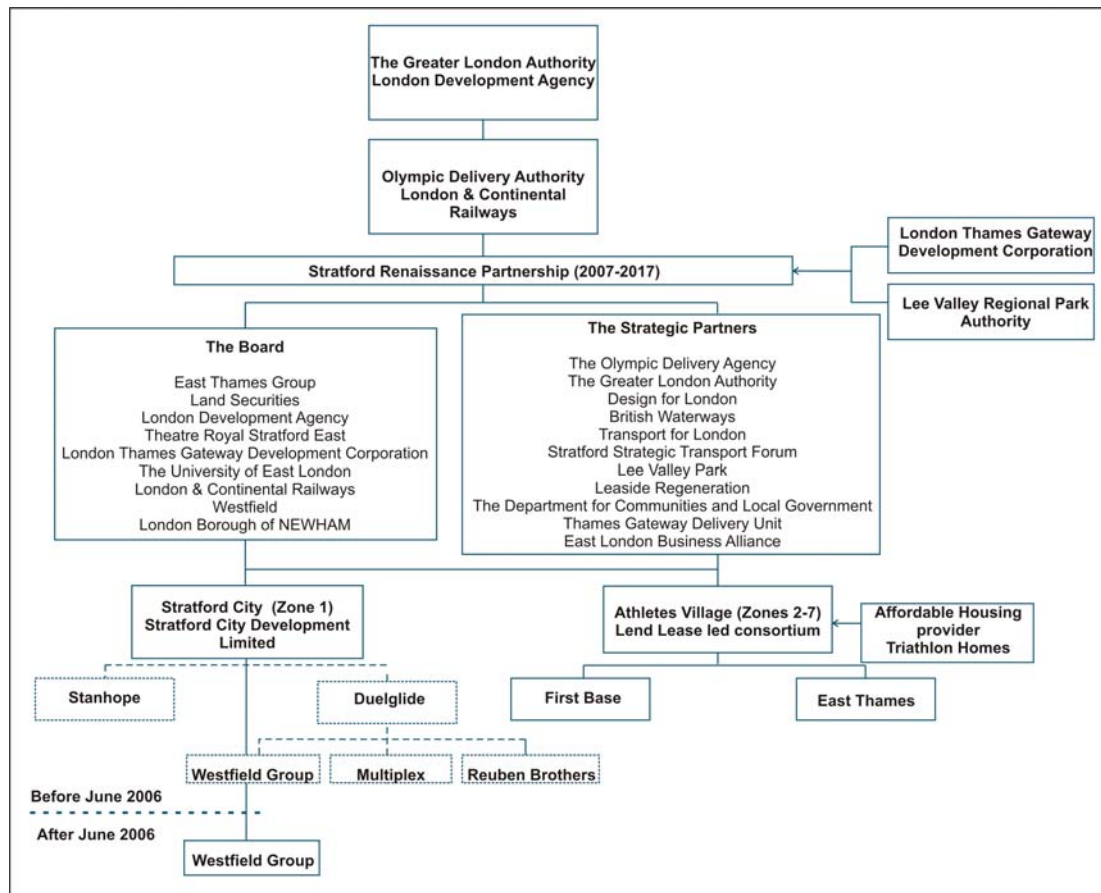 The Greater London Authority
London Development Agency
Olympic Delivery Authority
London & Continental
Railways
London Thames Gateway
Development Corporation
Stratford Renaissance Partnership (2007-2017)
Lee Valley Regional Park
Authority
The Board
East Thames Group
Land Securities
London Development Agency
Theatre Royal Stratford East
London Thames Gateway Development Corporation
The University of East London
London & Continental Railways
Westfield
London Borough of NEWHAM
The Strategic Partners
The Olympic Delivery Agency
The Greater London Authority
Design for London
British Waterways
Transport for London
Stratford Strategic Transport Forum
Lee Valley Park
Leaside Regeneration
The Department for Communities and Local Government
Thames Gateway Delivery Unit
East London Business Alliance
Stratford City (Zone 1)
Stratford City Development
Limited
Athletes Village (Zones 2-7)
Lend Lease led consortium
Affordable Housing
provider
Triathlon Homes
Stanhope
Duelglide
First Base
East Thames
Westfield Group
Multiplex
Reuben Brothers
Before June 2006
After June 2006
Westfield Group